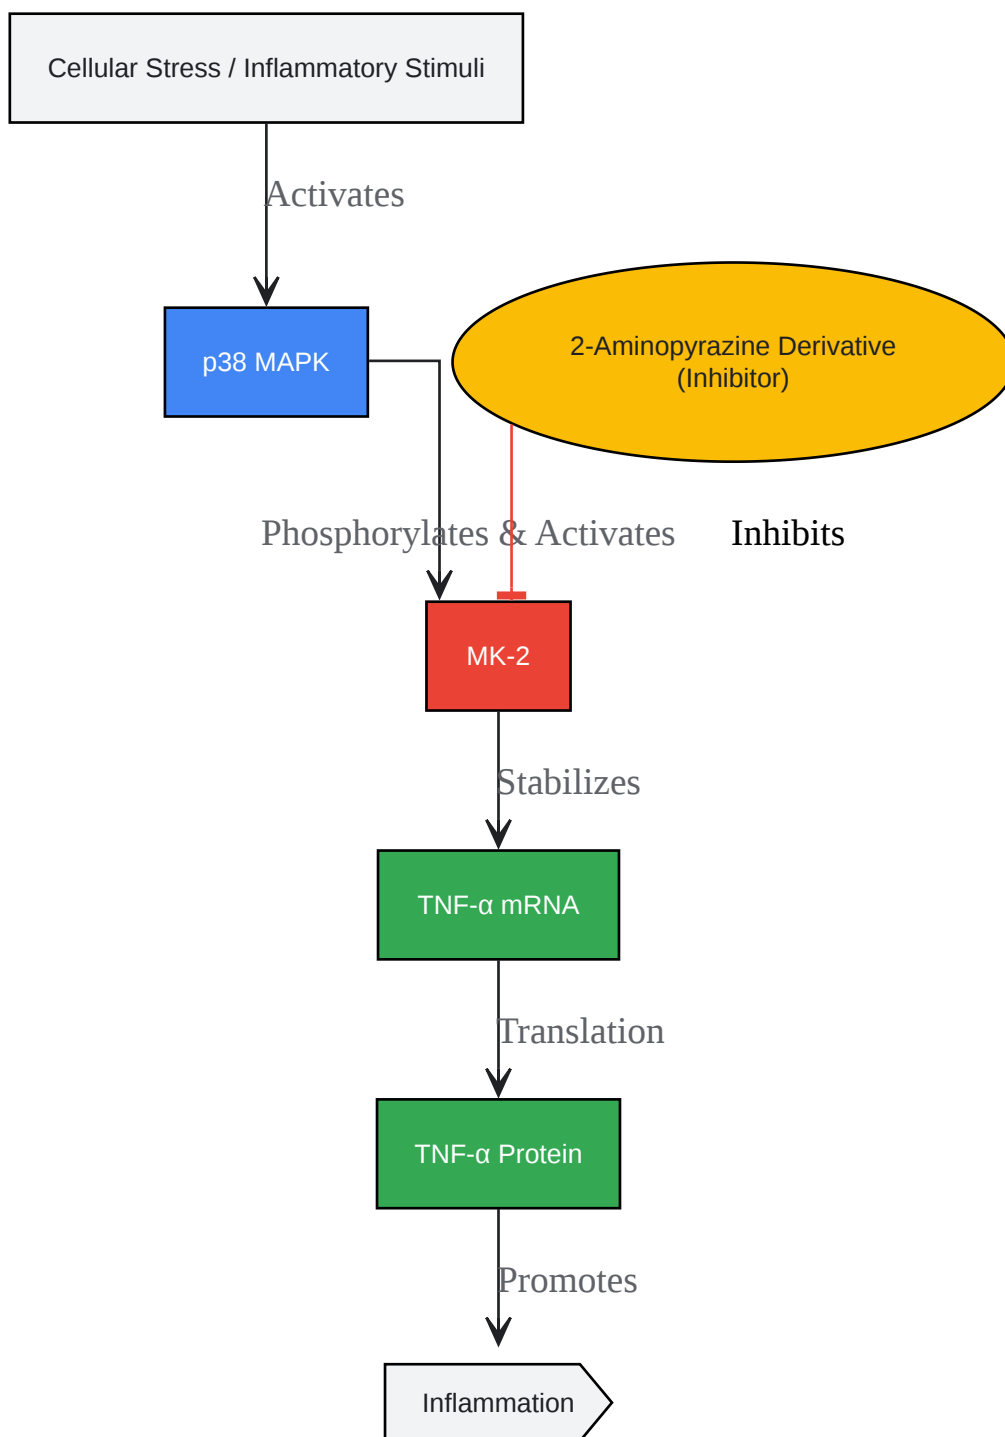 Cellular Stress / Inflammatory Stimuli
Activates
p38 MAPK
2-Aminopyrazine Derivative
(Inhibitor)
Phosphorylates & Activates
Inhibits
MK-2
Stabilizes
TNF-α mRNA
Translation
TNF-α Protein
Promotes
Inflammation